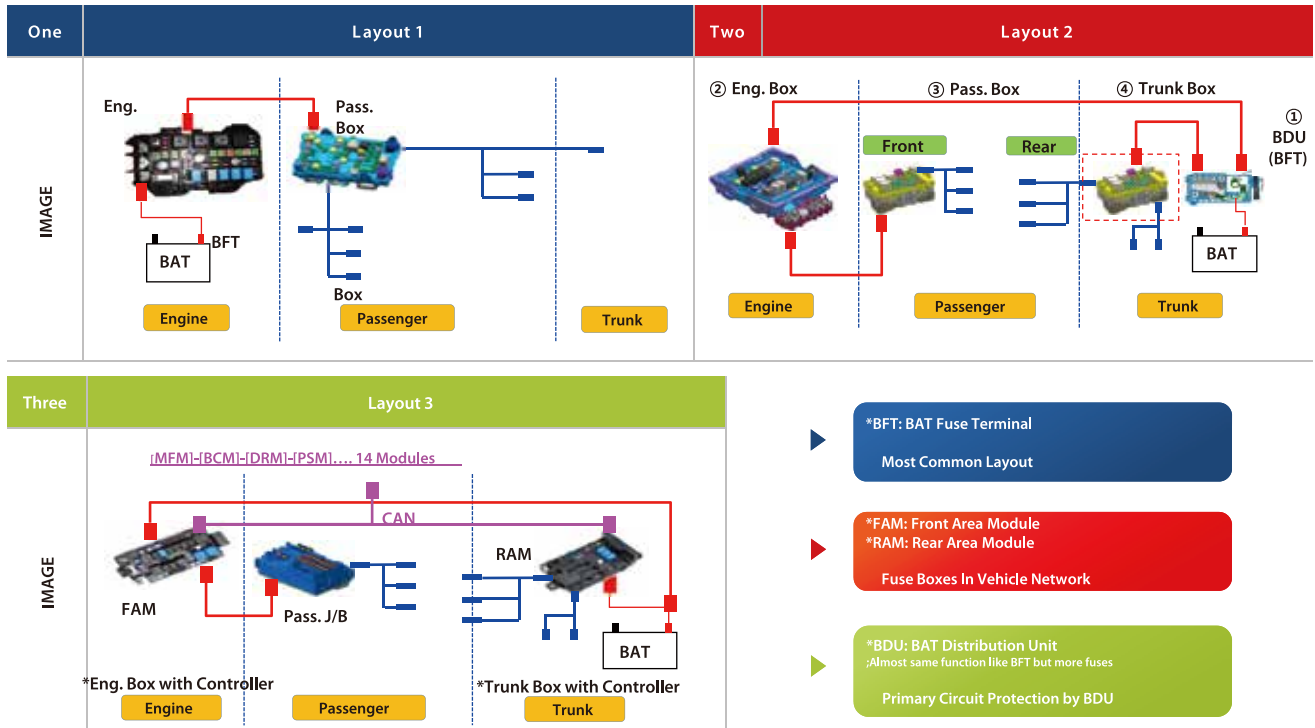 One
Layout 1
IMAGE
Eng.
Pass.
Box
BFT
BAT
Box
Engine
Passenger
Trunk
Two
Layout 2
② Eng. Box
③ Pass. Box
④ Trunk Box
①
BDU
(BFT)
Front
Rear
BAT
Engine
Passenger
Trunk
Three
Layout 3
IMAGE
[MFM]-[BCM]-[DRM]-[PSM].... 14 Modules
CAN
RAM
FAM
Pass. J/B
BAT
*Eng. Box with Controller
*Trunk Box with Controller
Engine
Passenger
Trunk
*BFT: BAT Fuse Terminal
Most Common Layout
*FAM: Front Area Module
*RAM: Rear Area Module
Fuse Boxes In Vehicle Network
*BDU: BAT Distribution Unit
;Almost same function like BFT but more fuses
Primary Circuit Protection by BDU